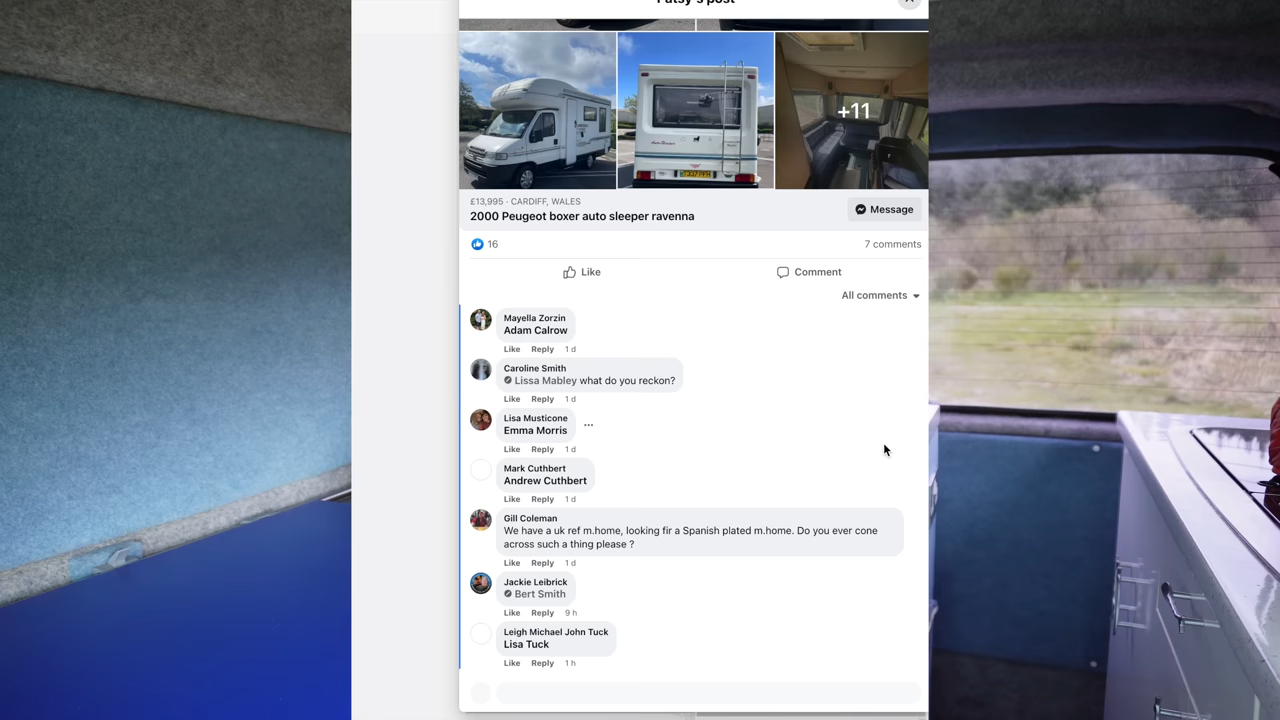 Patsy's post
+11
£13,995 · CARDIFF, WALES
2000 Peugeot boxer auto sleeper ravenna
Message
16
7 comments
Like
Comment
All comments
Mayella Zorzin
Adam Calrow
Like Reply 1 d
Caroline Smith
Lissa Mabley what do you reckon?
Like Reply 1 d
Lisa Musticone
Emma Morris
Like Reply 1 d
Mark Cuthbert
Andrew Cuthbert
Like Reply 1 d
Gill Coleman
We have a uk ref m.home, looking fir a Spanish plated m.home. Do you ever cone
across such a thing please ?
Like Reply 1 d
Jackie Leibrick
Bert Smith
Like Reply 9 h
Leigh Michael John Tuck
Lisa Tuck
Like Reply 1 h